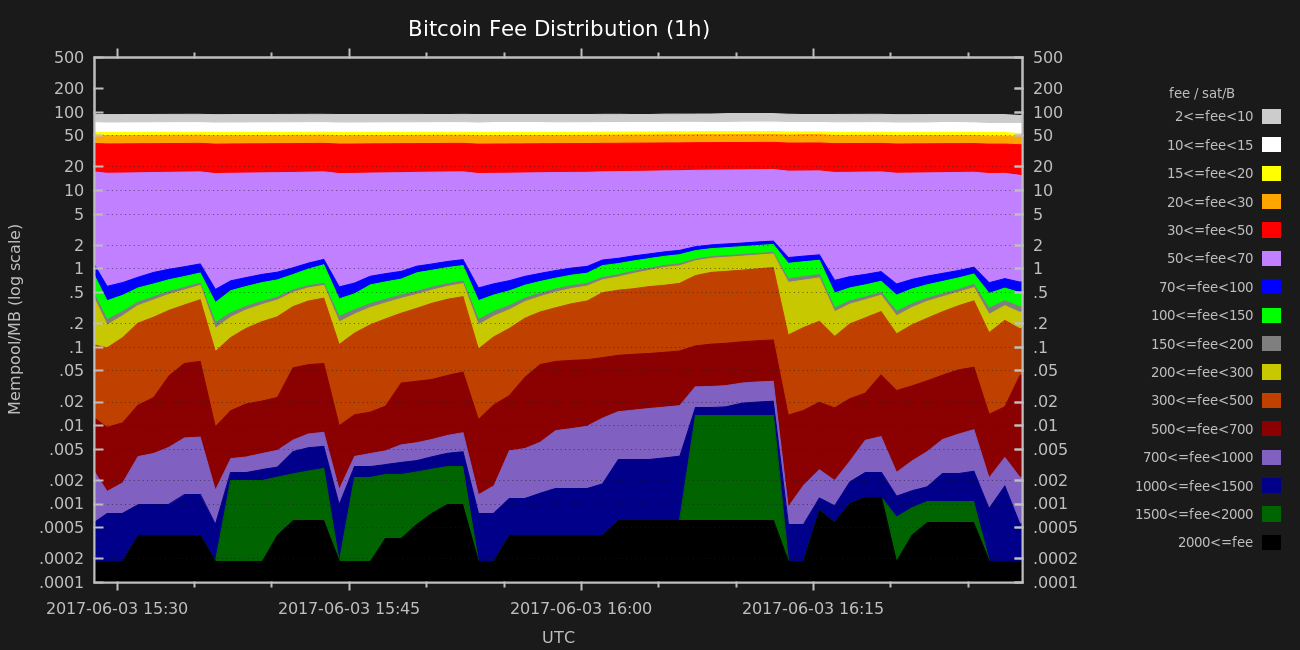 Bitcoin Fee Distribution (1h)
500 500
200 200
100 100
50 50
20 20
10 10
5 5
2 2
1 1
.5 .5
.2 .2
.1 .1
.05 .05
.02 .02
.01 .01
.005 .005
.002 .002
.001 .001
.0005 .0005
.0002 .0002
.0001 .0001
Mempool/MB (log scale)
2017-06-03 15:30 2017-06-03 15:45 2017-06-03 16:00 2017-06-03 16:15
UTC
fee / sat/B
2<=fee<10
10<=fee<15
15<=fee<20
20<=fee<30
30<=fee<50
50<=fee<70
70<=fee<100
100<=fee<150
150<=fee<200
200<=fee<300
300<=fee<500
500<=fee<700
700<=fee<1000
1000<=fee<1500
1500<=fee<2000
2000<=fee